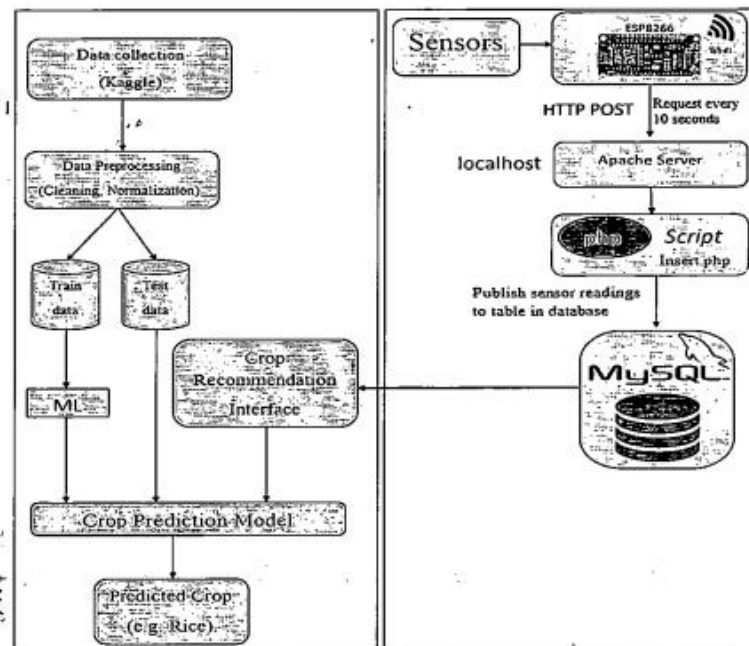 Data collection
(Kaggle)
Data Preprocessing
(Cleaning, Normalization)
Train
data
Test
data
ML
Crop
Recommendation
Interface
Crop Prediction Model
Predicted Crop
(e.g. Rice)
Sensors
ESP8266
Wi-Fi
HTTP POST
Request every
10 seconds
localhost
Apache Server
php
Script
Insert php
Publish sensor readings
to table in database
MySQL